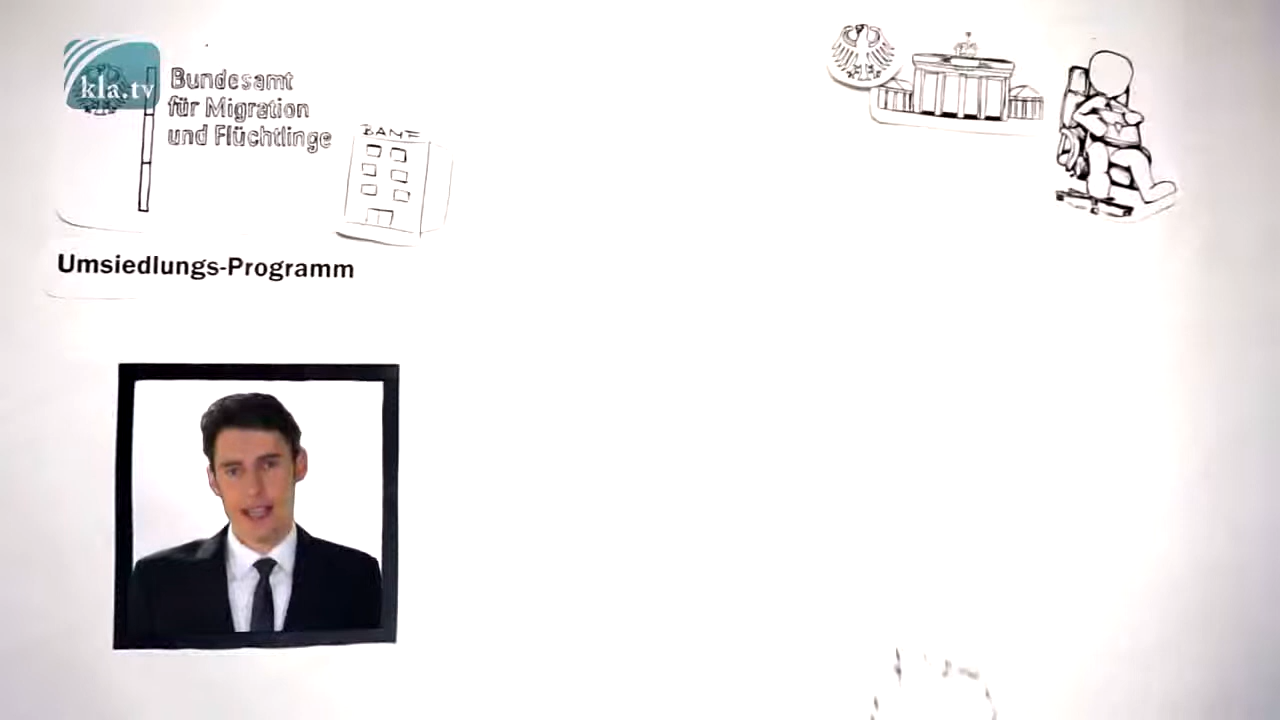 kla.tv
Bundesamt
für Migration
und Flüchtlinge
BAMF
Umsiedlungs-Programm